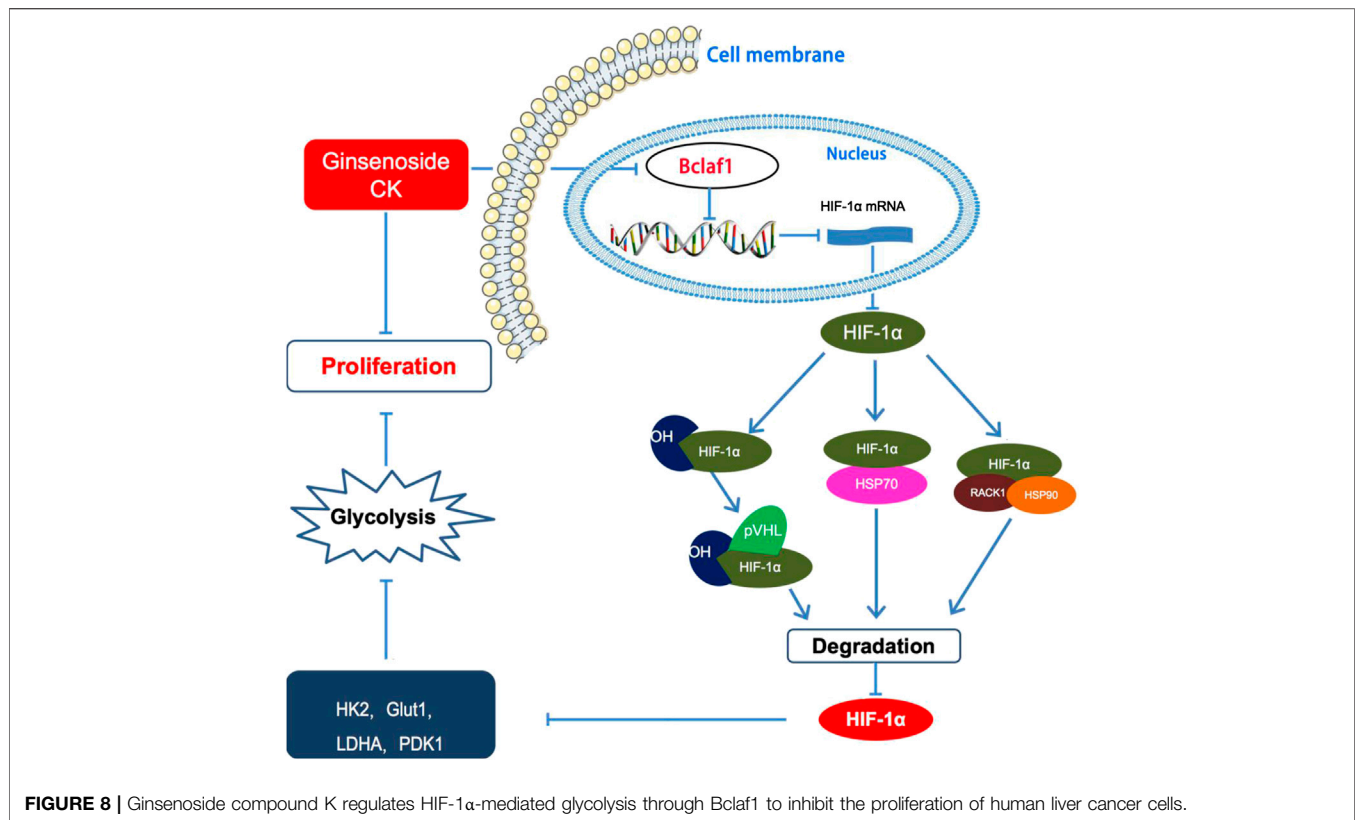 Cell membrane
Ginsenoside
CK
Bclaf1
Nucleus
HIF-1α mRNA
HIF-1α
Proliferation
OH
HIF-1α
HIF-1α
HSP70
HIF-1α
RACK1
HSP90
Glycolysis
pVHL
OH
HIF-1α
Degradation
HK2, Glut1,
LDHA, PDK1
HIF-1α
FIGURE 8 | Ginsenoside compound K regulates HIF-1α-mediated glycolysis through Bclaf1 to inhibit the proliferation of human liver cancer cells.